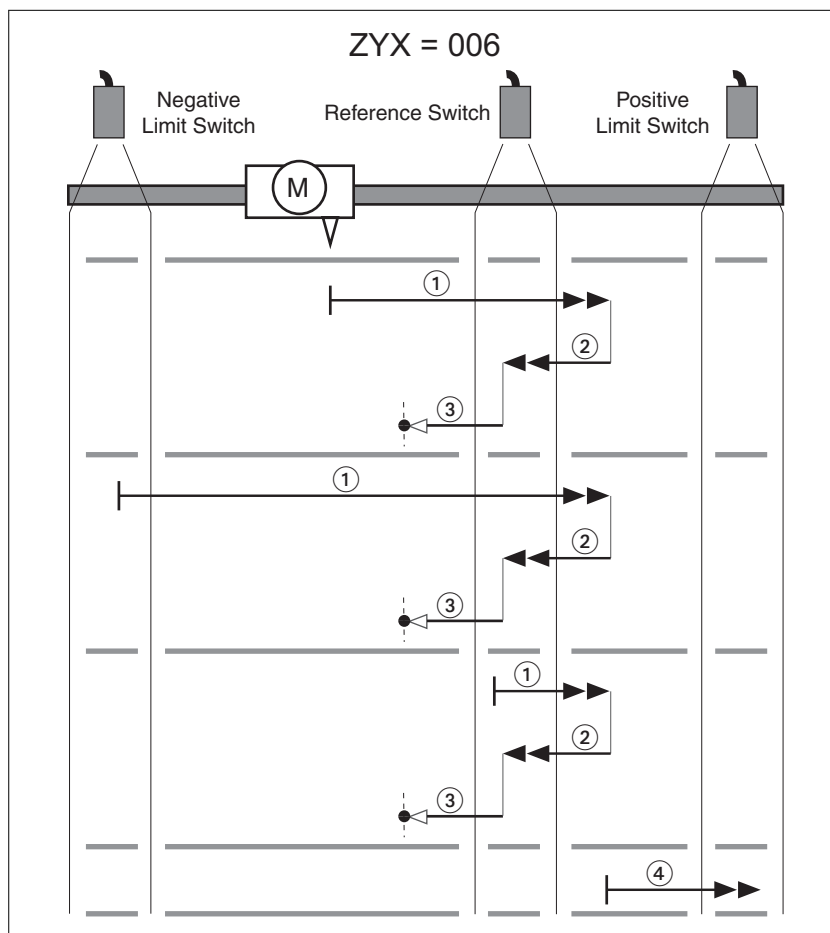 ZYX = 006
Negative
Limit Switch
Reference Switch
Positive
Limit Switch
M
1
2
3
1
2
3
1
2
3
4